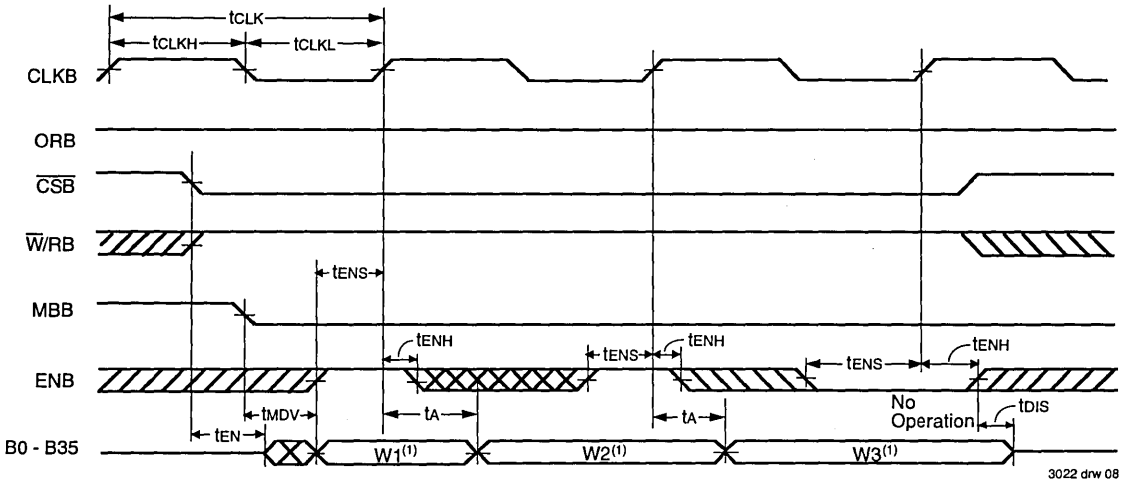 tCLK
tCLKH
tCLKL
CLKB
ORB
CSB
W/RB
tENS
MBB
tENH
tENS
tENH
tENS
tENH
ENB
No
Operation
tMDV
tA
tA
tDIS
tEN
B0 - B35
W1(1)
W2(1)
W3(1)
3022 drw 08